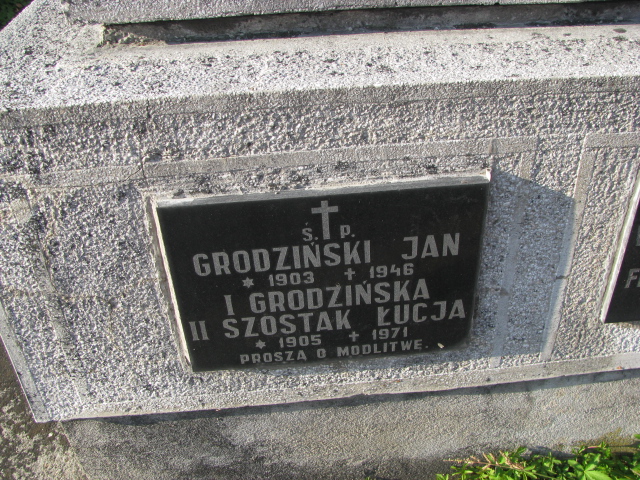 Ś. P.
GRODZIŃSKI JAN
* 1903 + 1946
I GRODZIŃSKA
II SZOSTAK ŁUCJA
* 1905 + 1971
PROSZĄ O MODLITWĘ.